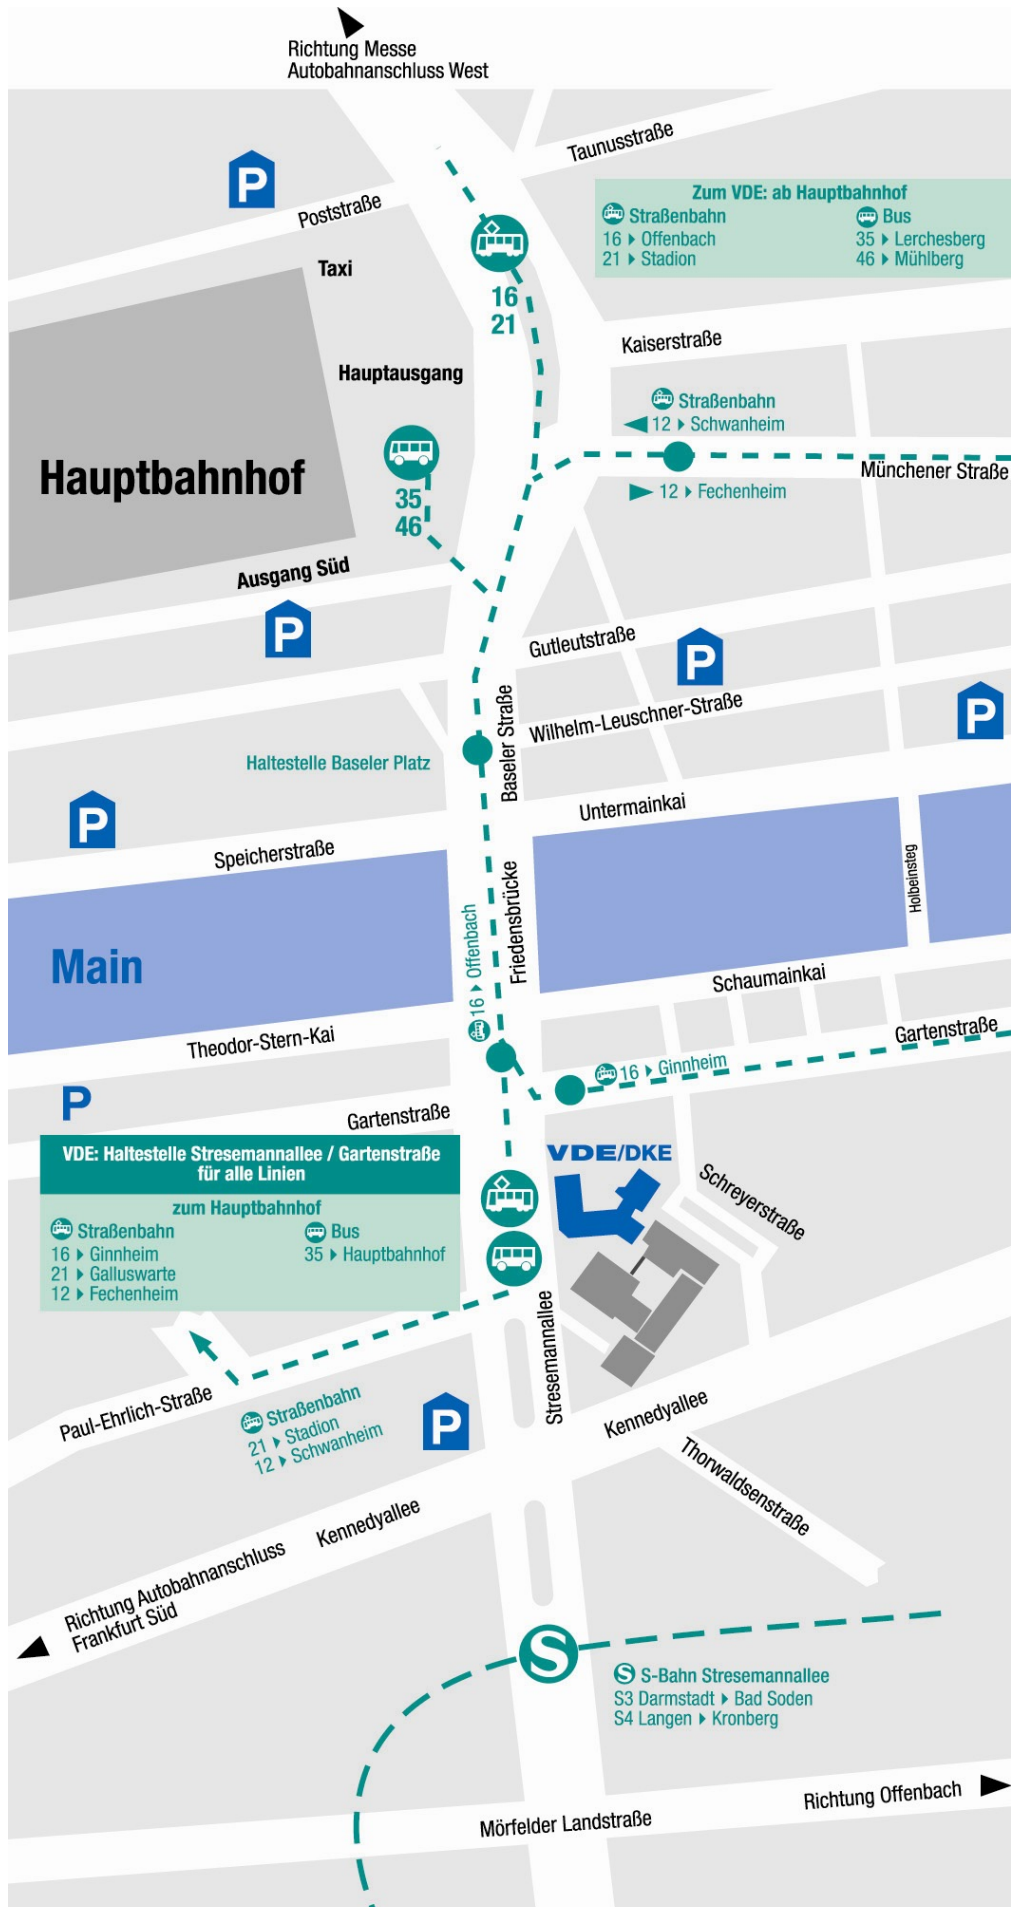 Richtung Messe
Autobahnanschluss West
Taunusstraße
P
Poststraße
Zum VDE: ab Hauptbahnhof
Straßenbahn
16 ▸ Offenbach
21 ▸ Stadion
Bus
35 ▸ Lerchesberg
46 ▸ Mühlberg
Taxi
16
21
Kaiserstraße
Hauptausgang
Straßenbahn
12 ▸ Schwanheim
Hauptbahnhof
Münchener Straße
12 ▸ Fechenheim
35
46
Ausgang Süd
P
Gutleutstraße
P
Baseler Straße
Wilhelm-Leuschner-Straße
P
Haltestelle Baseler Platz
P
Untermainkai
Speicherstraße
Friedensbrücke
Holbeinsteg
16 ▸ Offenbach
Main
Schaumainkai
Theodor-Stern-Kai
Gartenstraße
16 ▸ Ginnheim
P
Gartenstraße
VDE: Haltestelle Stresemannallee / Gartenstraße
für alle Linien
zum Hauptbahnhof
Straßenbahn
16 ▸ Ginnheim
21 ▸ Galluswarte
12 ▸ Fechenheim
Bus
35 ▸ Hauptbahnhof
VDE/DKE
Schreyerstraße
Stresemannallee
Paul-Ehrlich-Straße
Straßenbahn
21 ▸ Stadion
12 ▸ Schwanheim
P
Kennedyallee
Thorwaldsenstraße
Kennedyallee
Richtung Autobahnanschluss
Frankfurt Süd
S
S S-Bahn Stresemannallee
S3 Darmstadt ▸ Bad Soden
S4 Langen ▸ Kronberg
Richtung Offenbach
Mörfelder Landstraße